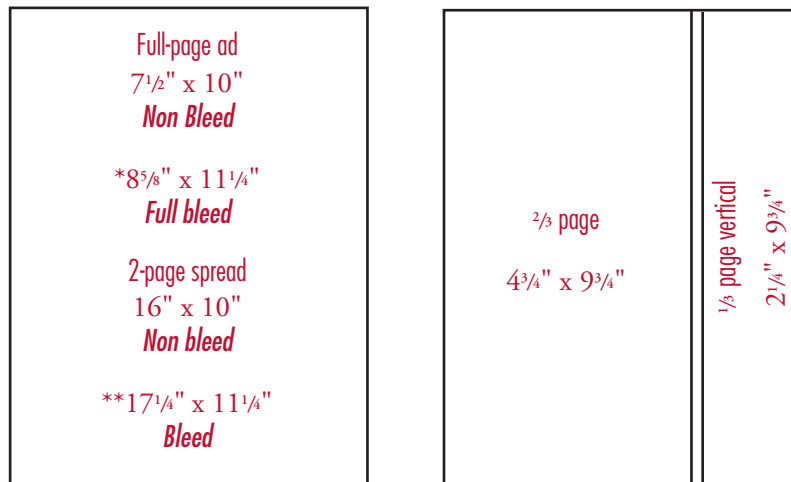 Full-page ad
7½" x 10"
Non Bleed
*8⅝" x 11¼"
Full bleed
2-page spread
16" x 10"
Non bleed
**17¼" x 11¼"
Bleed
⅔ page
4¾" x 9¾"
⅓ page vertical
2¼" x 9¾"